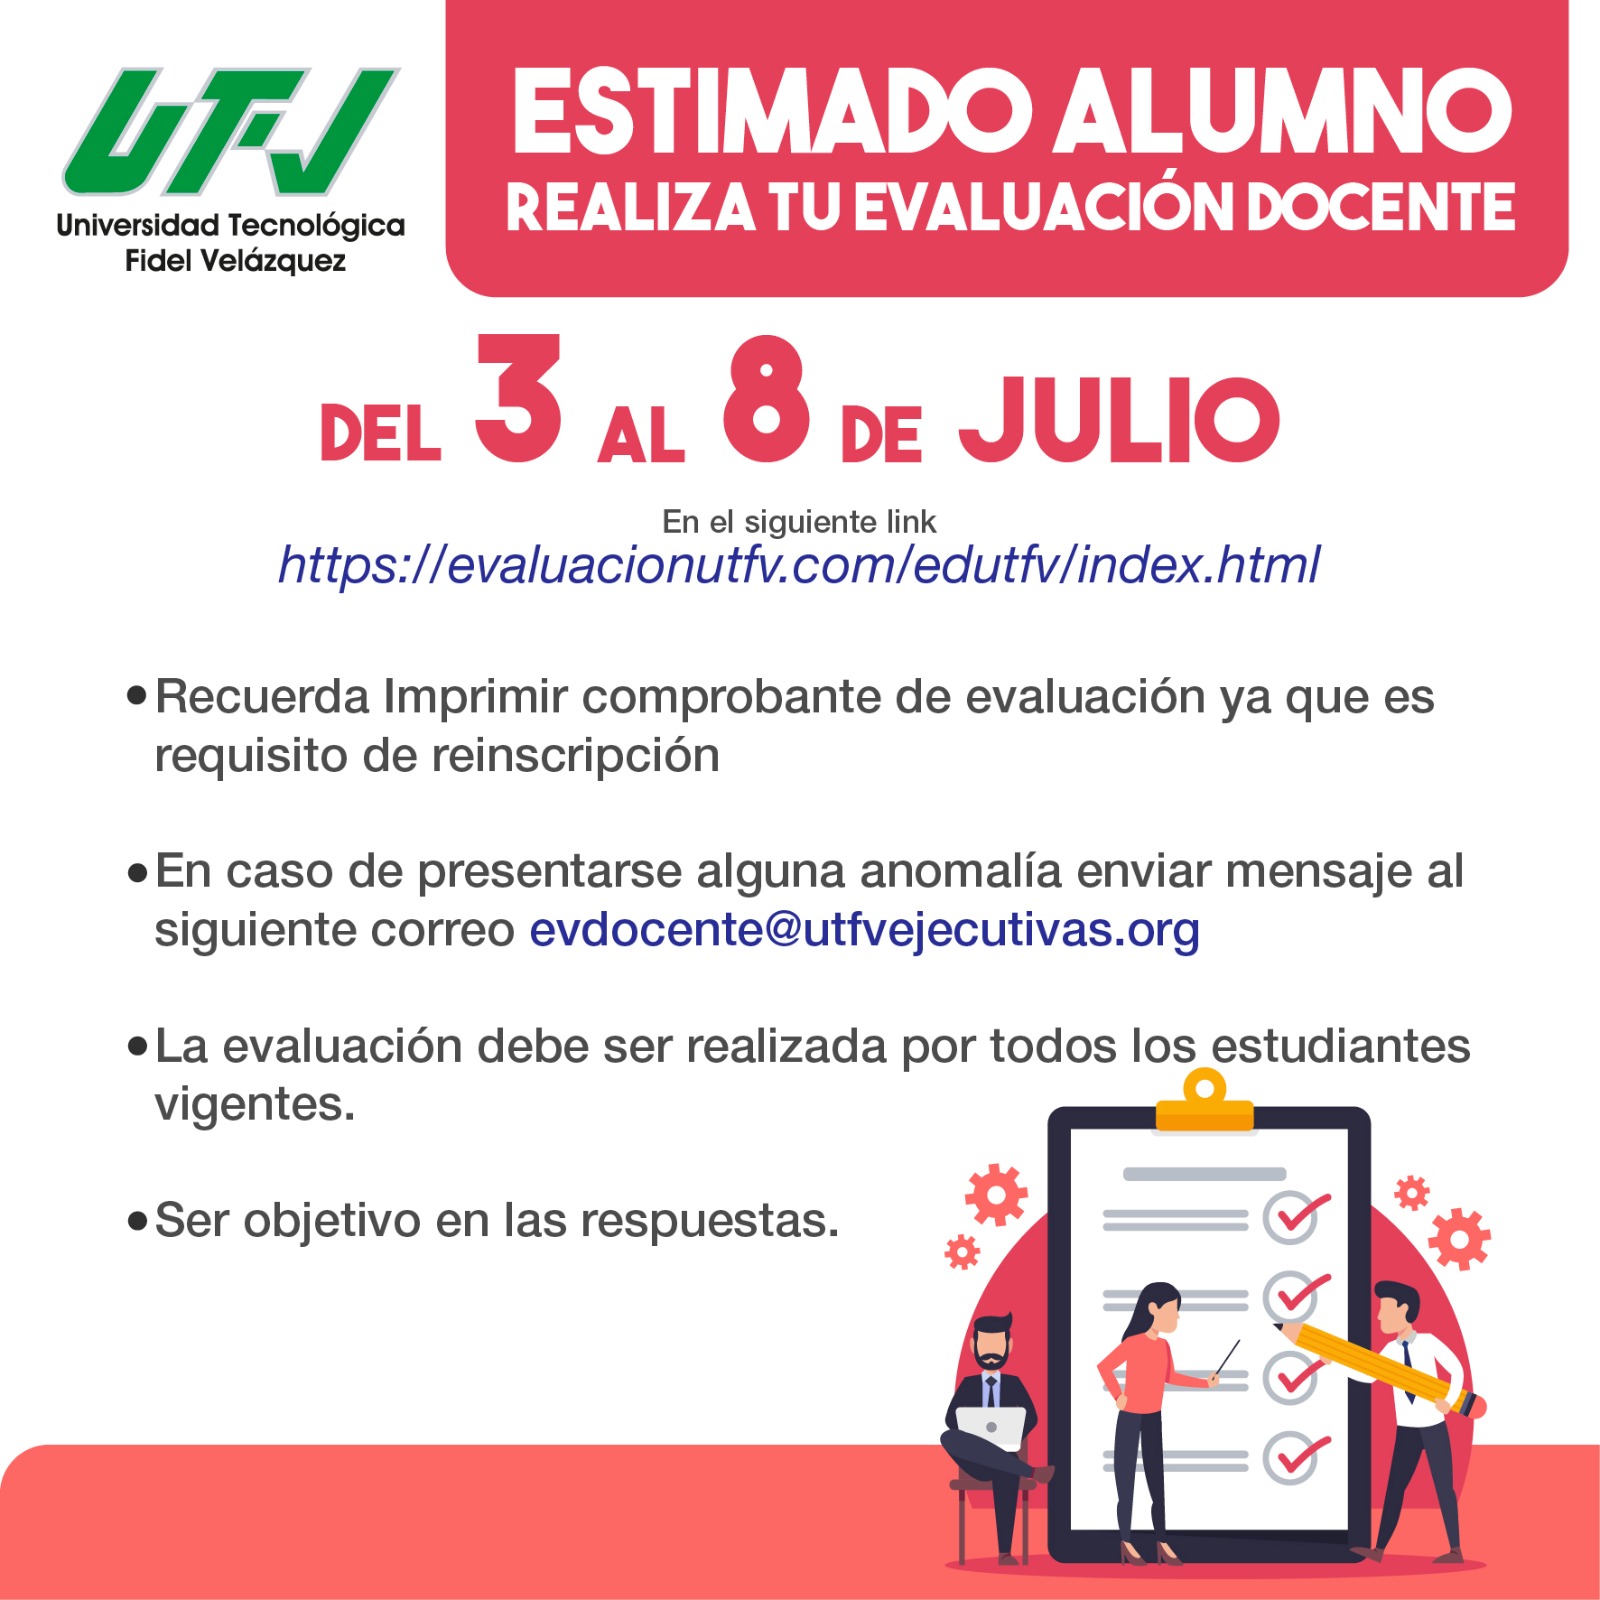 UTFV
Universidad Tecnológica
Fidel Velázquez
ESTIMADO ALUMNO
REALIZA TU EVALUACIÓN DOCENTE
DEL 3 AL 8 DE JULIO
En el siguiente link
https://evaluacionutfv.com/edutfv/index.html
•Recuerda Imprimir comprobante de evaluación ya que es
requisito de reinscripción
•En caso de presentarse alguna anomalía enviar mensaje al
siguiente correo evdocente@utfvejecutivas.org
•La evaluación debe ser realizada por todos los estudiantes
vigentes.
•Ser objetivo en las respuestas.